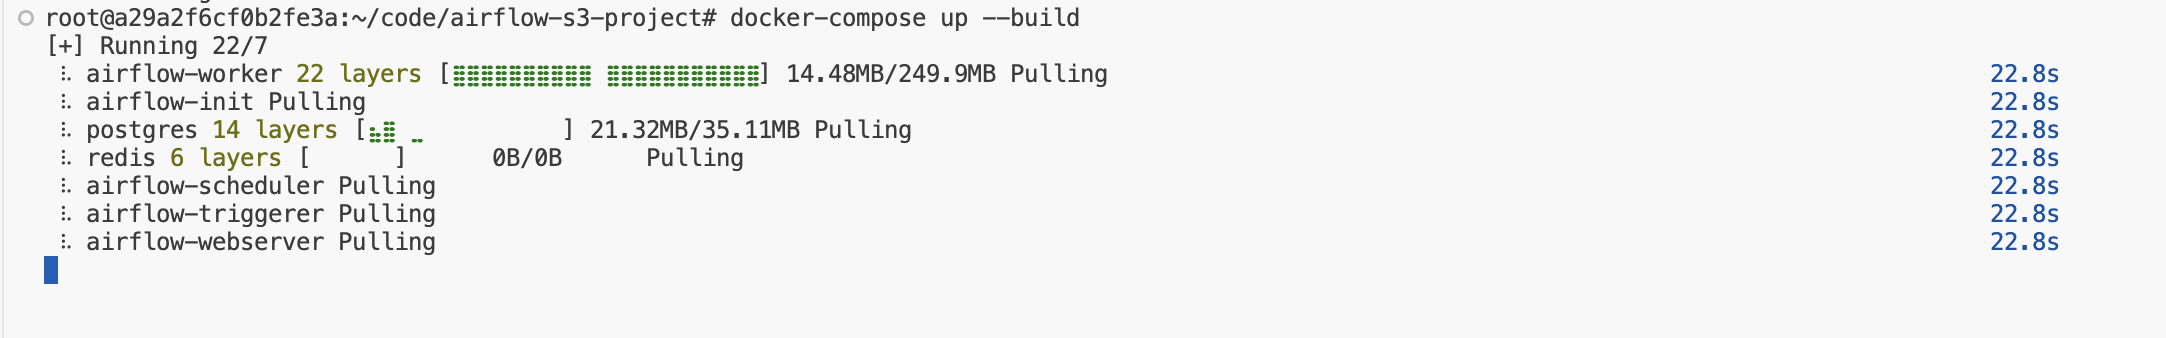 root@a29a2f6cf0b2fe3a:~/code/airflow-s3-project# docker-compose up --build
[+] Running 22/7
⠧ airflow-worker 22 layers [⣿⣿⣿⣿⣿⣿⣿⣿⣿⣿ ⣿⣿⣿⣿⣿⣿⣿⣿⣿⣿⣿] 14.48MB/249.9MB Pulling 22.8s
⠧ airflow-init Pulling 22.8s
⠧ postgres 14 layers [⣦⣿ ⣀          ] 21.32MB/35.11MB Pulling 22.8s
⠧ redis 6 layers [      ] 0B/0B Pulling 22.8s
⠧ airflow-scheduler Pulling 22.8s
⠧ airflow-triggerer Pulling 22.8s
⠧ airflow-webserver Pulling 22.8s